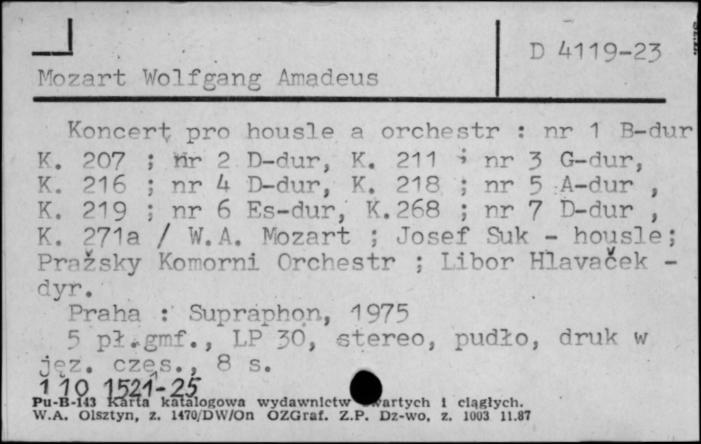 D 4119-23
Mozart Wolfgang Amadeus
Koncert pro housle a orchestr : nr 1 B-dur
K. 207 ; nr 2 D-dur, K. 211 ; nr 3 G-dur,
K. 216 ; nr 4 D-dur, K. 218 ; nr 5 A-dur ,
K. 219 ; nr 6 Es-dur, K.268 ; nr 7 D-dur ,
K. 271a / W.A. Mozart ; Josef Suk - housle;
Pražsky Komorni Orchestr ; Libor Hlavaček -
dyr.
Praha : Supraphon, 1975
5 pł.gmf., LP 30, stereo, pudło, druk w
jęz. czes., 8 s.
110 1521-25
Pu-B-143 Karta katalogowa wydawnictw zwartych i ciągłych.
W.A. Olsztyn, z. 1470/DW/On OZGraf. Z.P. Dz-wo, z. 1003 11.87